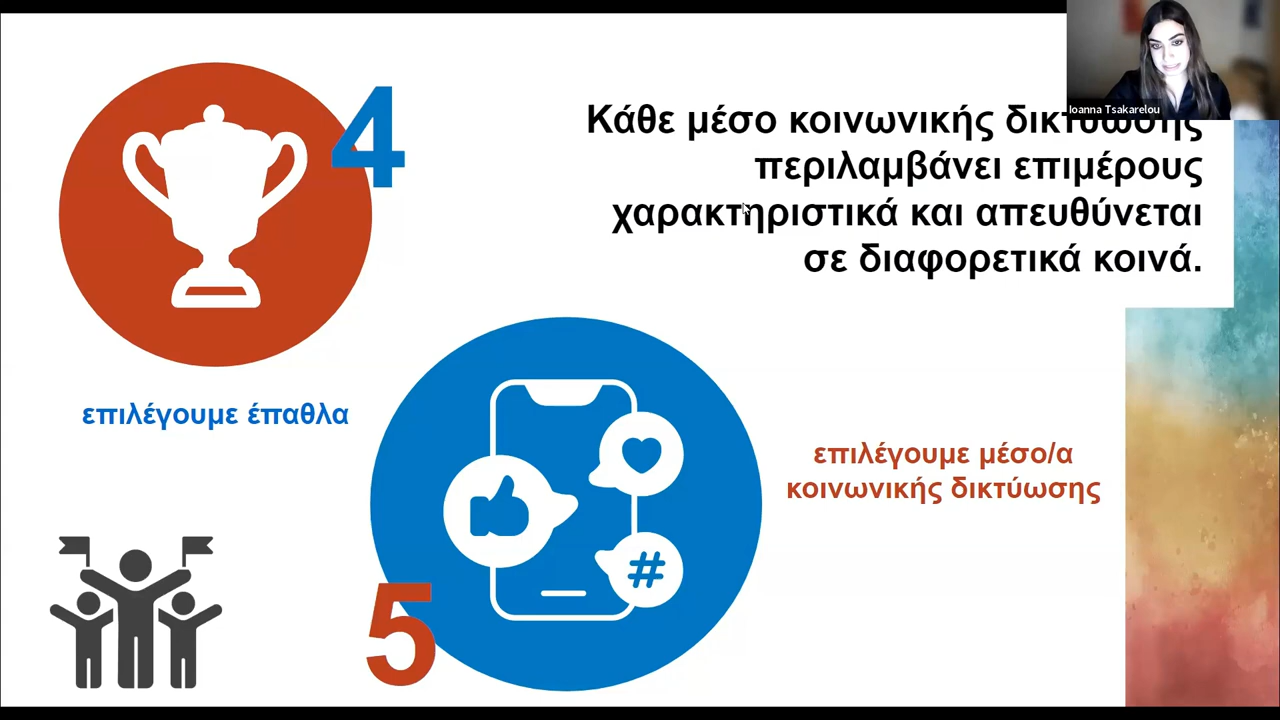 Ioanna Tsakarelou
4
Κάθε μέσο κοινωνικής δικτύωσης
περιλαμβάνει επιμέρους
χαρακτηριστικά και απευθύνεται
σε διαφορετικά κοινά.
επιλέγουμε έπαθλα
επιλέγουμε μέσο/α
κοινωνικής δικτύωσης
#
5